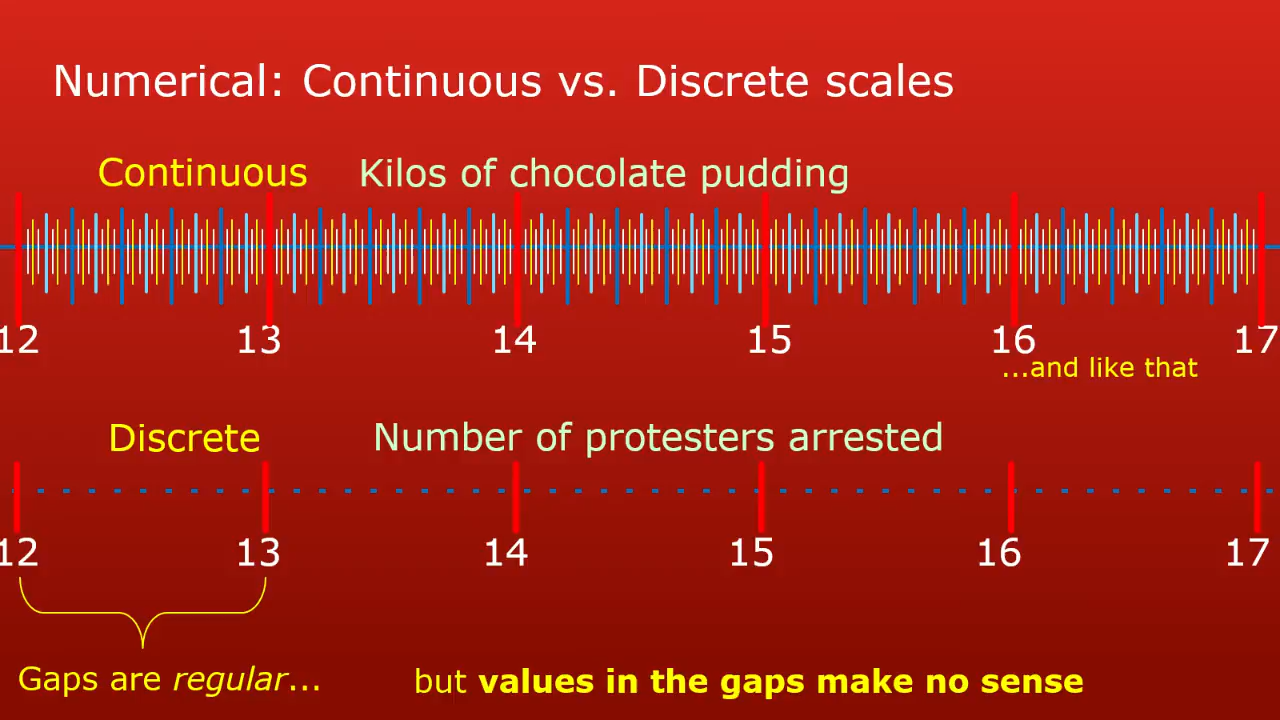 Numerical: Continuous vs. Discrete scales
Continuous Kilos of chocolate pudding
12 13 14 15 16 17
...and like that
Discrete Number of protesters arrested
12 13 14 15 16 17
Gaps are regular... but values in the gaps make no sense